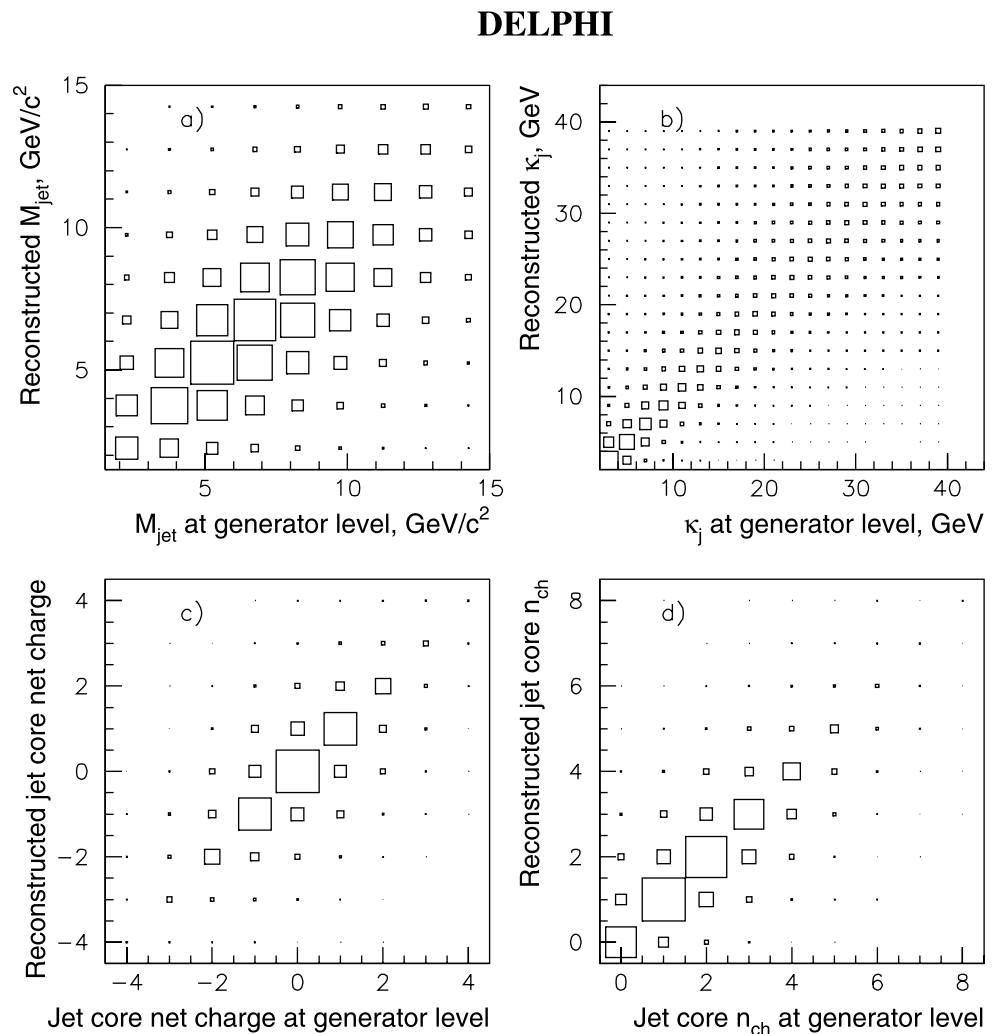 DELPHI
a)
Reconstructed M_jet, GeV/c²
15
10
5
5 10 15
M_jet at generator level, GeV/c²
b)
Reconstructed κ_j, GeV
40
30
20
10
10 20 30 40
κ_j at generator level, GeV
c)
Reconstructed jet core net charge
4
2
0
−2
−4
−4 −2 0 2 4
Jet core net charge at generator level
d)
Reconstructed jet core n_ch
8
6
4
2
0
0 2 4 6 8
Jet core n_ch at generator level